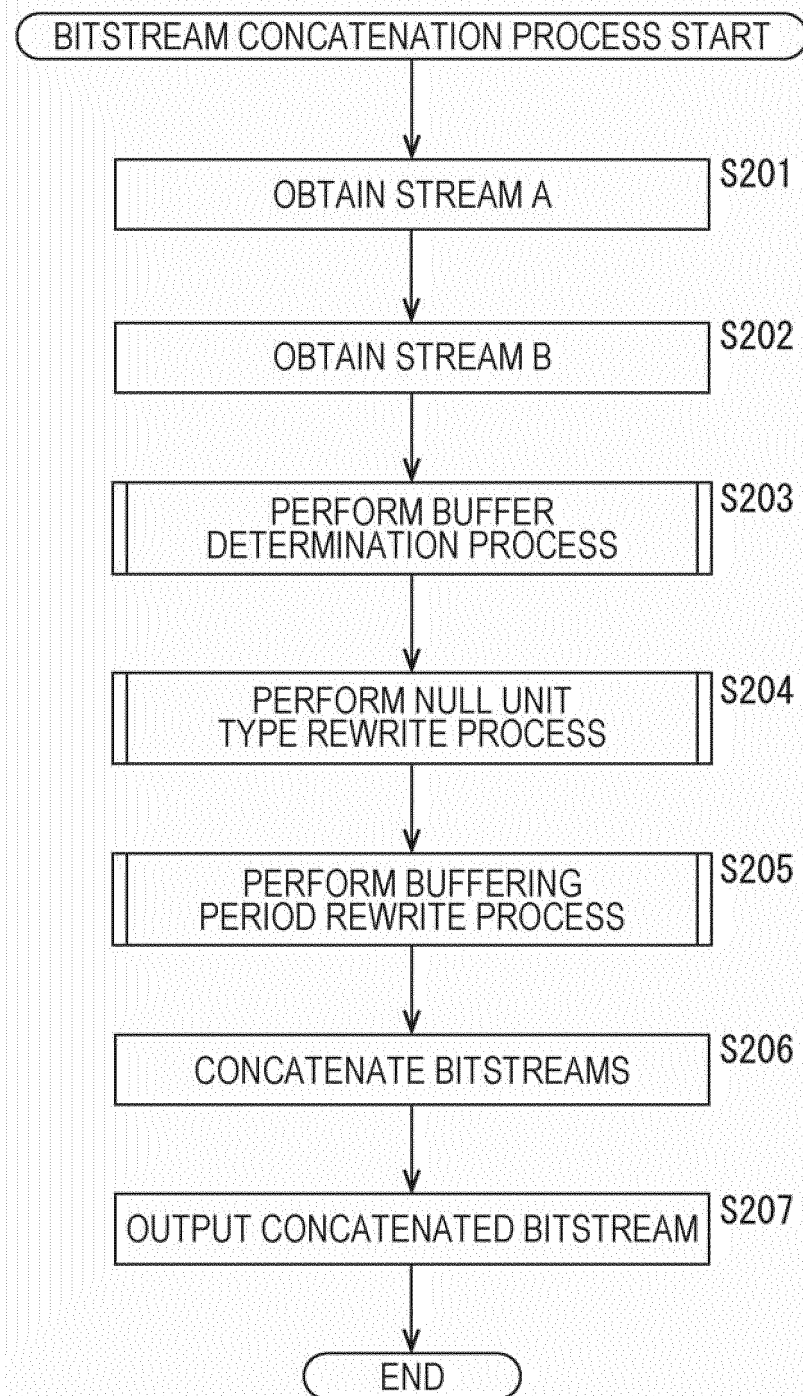 BITSTREAM CONCATENATION PROCESS START
OBTAIN STREAM A
S201
OBTAIN STREAM B
S202
PERFORM BUFFER
DETERMINATION PROCESS
S203
PERFORM NULL UNIT
TYPE REWRITE PROCESS
S204
PERFORM BUFFERING
PERIOD REWRITE PROCESS
S205
CONCATENATE BITSTREAMS
S206
OUTPUT CONCATENATED BITSTREAM
S207
END